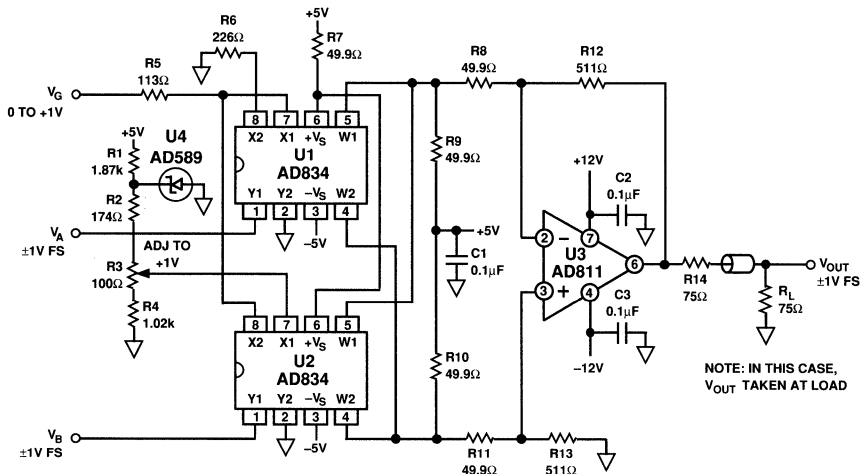 R6
226Ω
+5V
R7
49.9Ω
R5
113Ω
V_G
0 TO +1V
R8
49.9Ω
R12
511Ω
8 7 6 5
X2 X1 +V_S W1
U1
AD834
Y1 Y2 −V_S W2
1 2 3 4
−5V
+5V
U4
AD589
R1
1.87k
R2
174Ω
V_A
±1V FS
ADJ TO
+1V
R3
100Ω
R4
1.02k
R9
49.9Ω
+5V
C1
0.1μF
R10
49.9Ω
+12V
C2
0.1μF
2 −
7
U3
AD811
6
3 +
4
C3
0.1μF
−12V
R14
75Ω
V_OUT
±1V FS
R_L
75Ω
8 7 6 5
X2 X1 +V_S W1
U2
AD834
Y1 Y2 −V_S W2
1 2 3 4
−5V
V_B
±1V FS
R11
49.9Ω
R13
511Ω
NOTE: IN THIS CASE,
V_OUT TAKEN AT LOAD